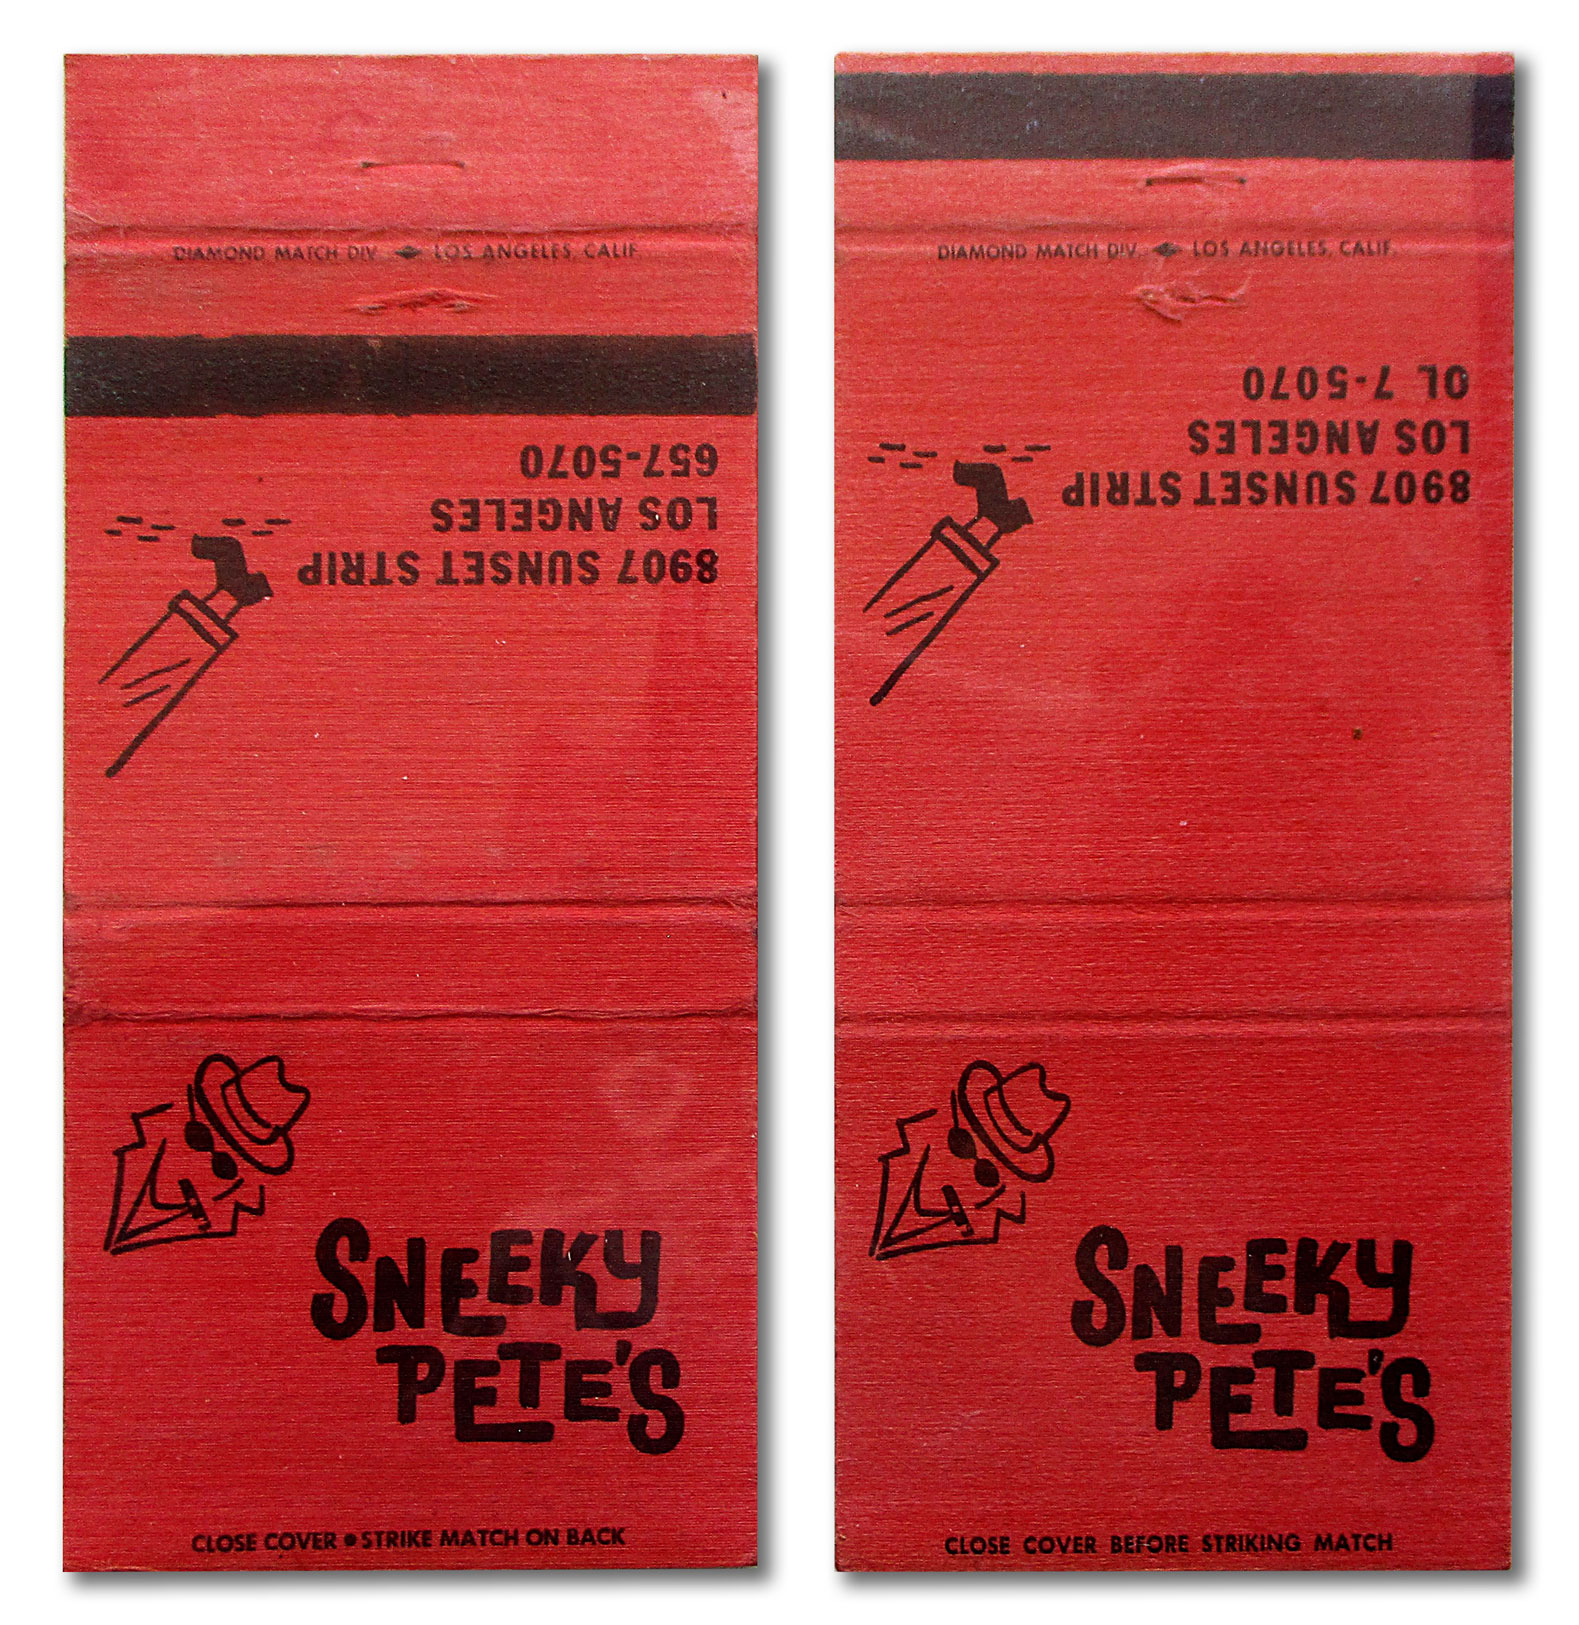 DIAMOND MATCH DIV. LOS ANGELES, CALIF.
8907 SUNSET STRIP
LOS ANGELES
657-5070
SNEEKY
PETE'S
CLOSE COVER • STRIKE MATCH ON BACK
DIAMOND MATCH DIV. LOS ANGELES, CALIF.
8907 SUNSET STRIP
LOS ANGELES
OL 7-5070
SNEEKY
PETE'S
CLOSE COVER BEFORE STRIKING MATCH